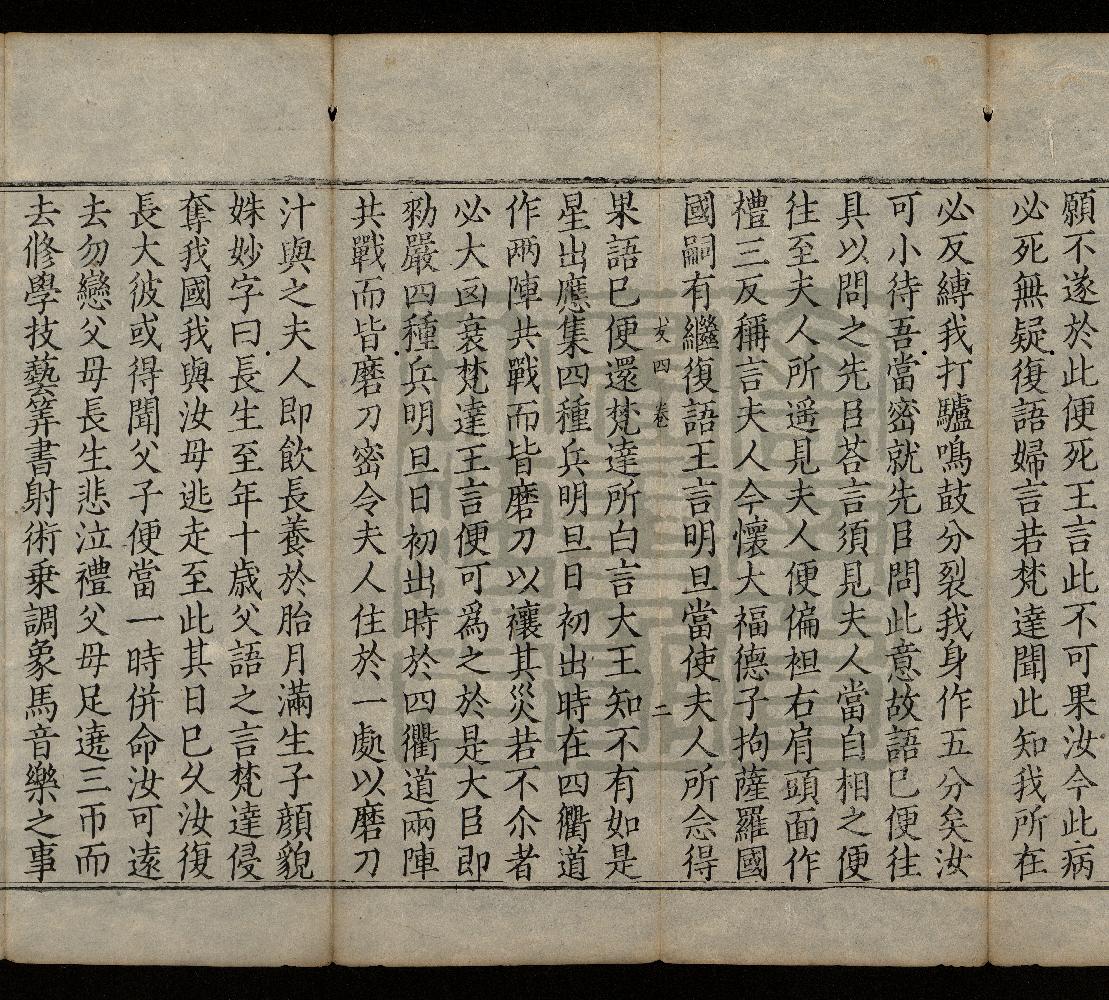 願不遂於此便死王言此不可果汝今此病
必死無疑復語婦言若梵達聞此知我所在
必反縛我打驢鳴鼓分裂我身作五分矣汝
可小待吾當密就先臣問此意故語已便往
具以問之先臣荅言須見夫人當自相之便
往至夫人所遥見夫人便偏袒右肩頭面作
禮三反稱言夫人今懷大福德子拘薩羅國
國嗣有繼復語王言明旦當使夫人所念得
攴四 卷 二
果語已便還梵達所白言大王知不有如是
星出應集四種兵明旦日初出時在四衢道
作兩陣共戰而皆磨刀以禳其災若不尒者
必大凶衰梵達王言便可爲之於是大臣即
勑嚴四種兵明旦日初出時於四衢道兩陣
共戰而皆磨刀密令夫人住於一處以磨刀
汁與之夫人即飲長養於胎月滿生子顔貌
姝妙字曰長生至年十歳父語之言梵達侵
奪我國我與汝母逃走至此其日已久汝復
長大彼或得聞父子便當一時併命汝可遠
去勿戀父母長生悲泣禮父母足遶三帀而
去修學技藝筭書射術乗調象馬音樂之事